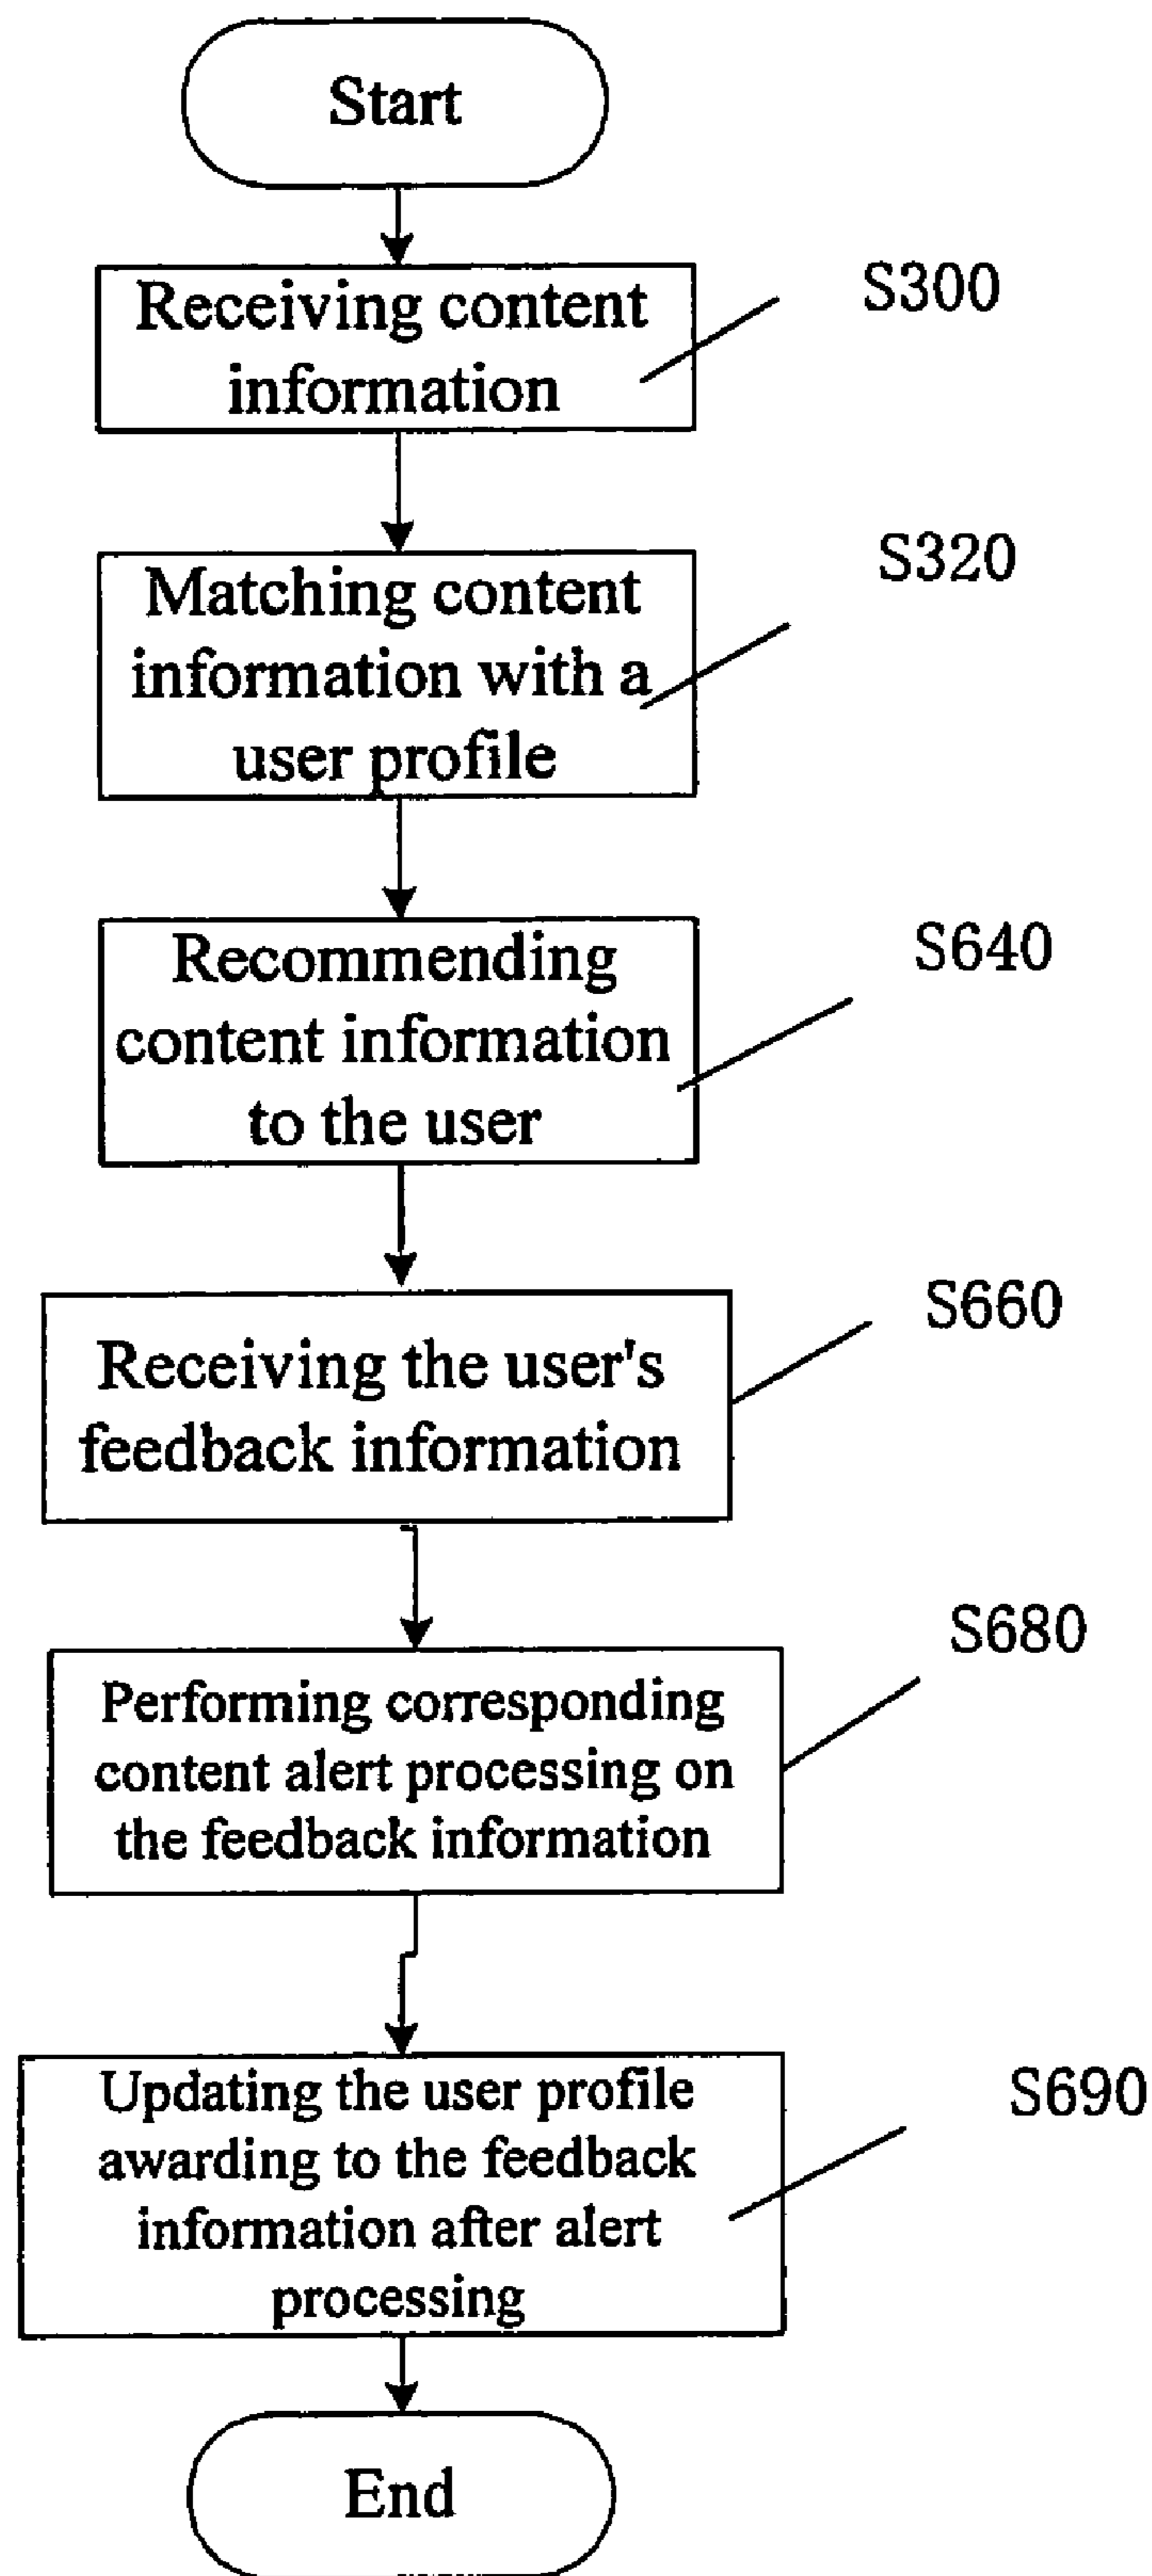 Start
Receiving content
information
S300
Matching content
information with a
user profile
S320
Recommending
content information
to the user
S640
Receiving the user's
feedback information
S660
Performing corresponding
content alert processing on
the feedback information
S680
Updating the user profile
awarding to the feedback
information after alert
processing
S690
End